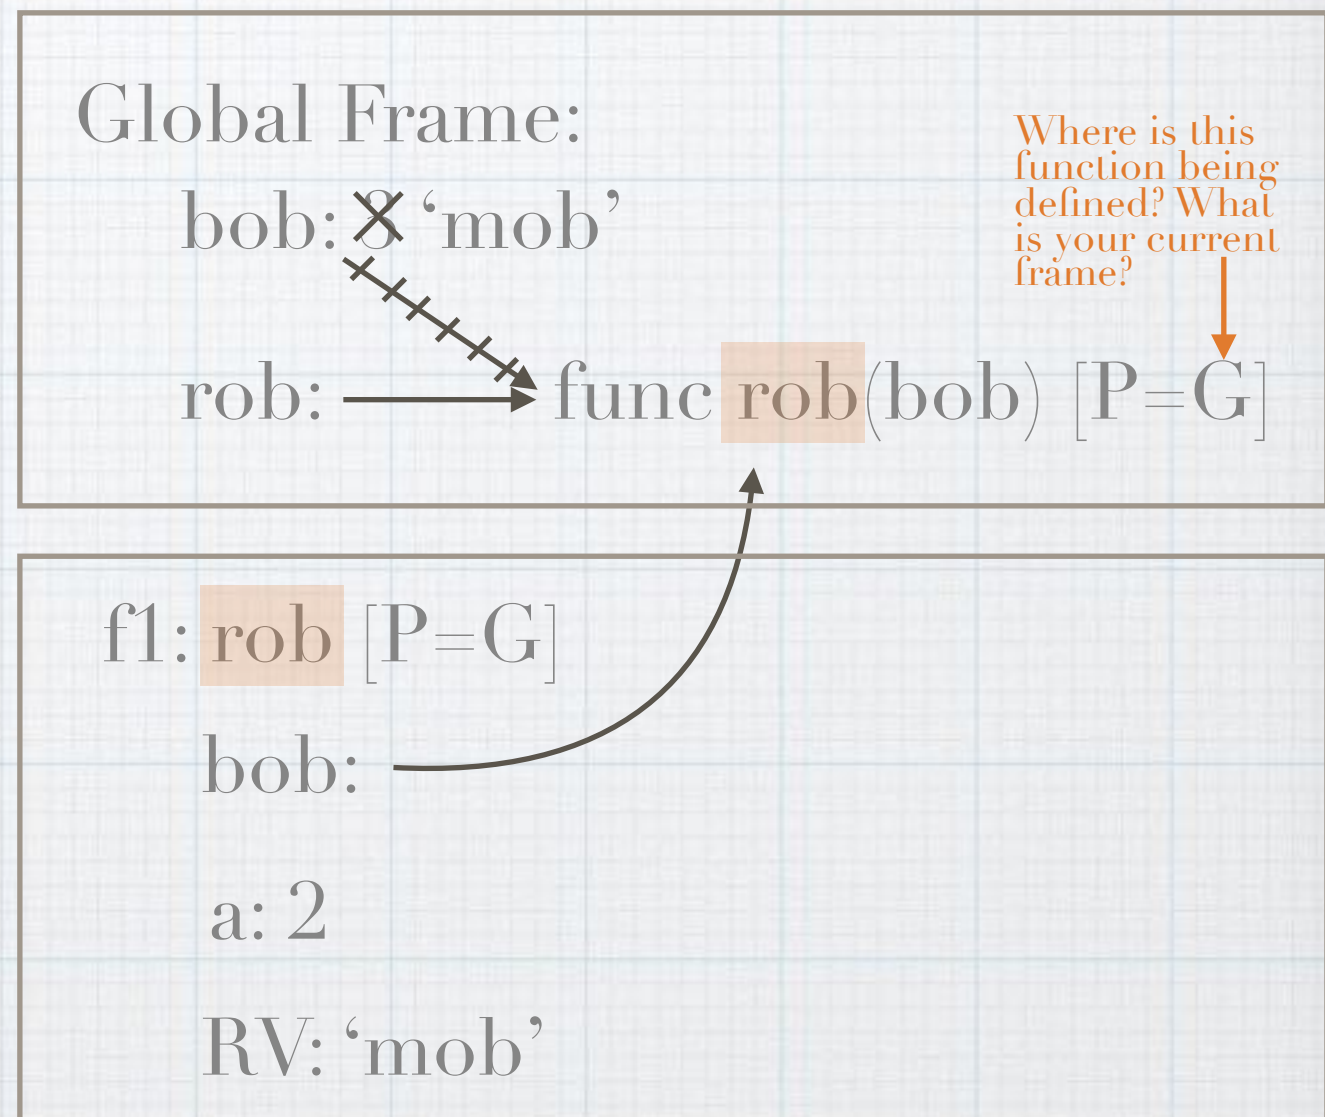 Global Frame:
Where is this
function being
defined? What
is your current
frame?
bob: 3 ‘mob’
rob: func rob(bob) [P=G]
f1: rob [P=G]
bob:
a: 2
RV: ‘mob’